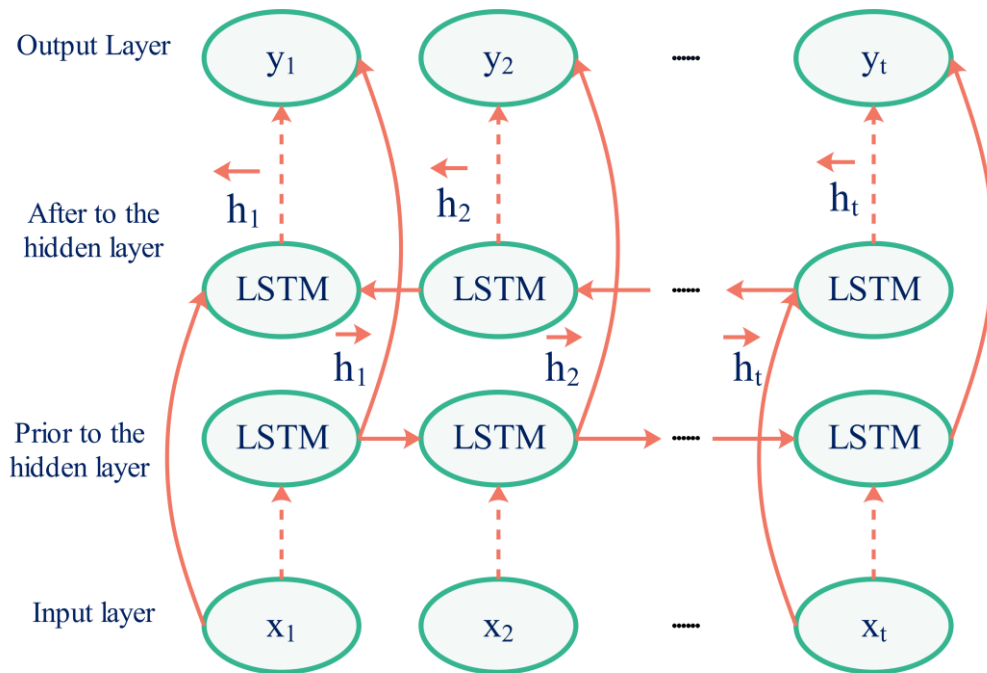 Output Layer
y₁
y₂
......
yₜ
h₁
h₂
hₜ
After to the
hidden layer
LSTM
LSTM
......
LSTM
h₁
h₂
hₜ
Prior to the
hidden layer
LSTM
LSTM
......
LSTM
Input layer
x₁
x₂
......
xₜ